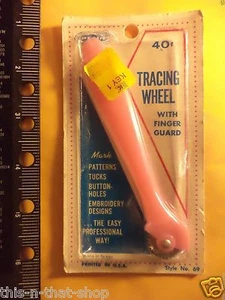 40¢
TRACING
WHEEL
WITH
FINGER
GUARD
Mark
PATTERNS
TUCKS
BUTTON-
HOLES
EMBROIDERY
DESIGNS
...THE EASY
PROFESSIONAL
WAY!
PRINTED IN U.S.A.
Style No. 69
this-n-that-shop